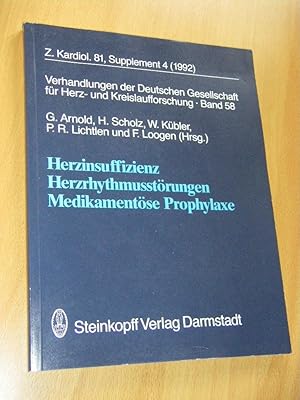 Z. Kardiol. 81, Supplement 4 (1992)
Verhandlungen der Deutschen Gesellschaft
für Herz- und Kreislaufforschung · Band 58
G. Arnold, H. Scholz, W. Kübler,
P. R. Lichtlen und F. Loogen (Hrsg.)
Herzinsuffizienz
Herzrhythmusstörungen
Medikamentöse Prophylaxe
Steinkopff Verlag Darmstadt